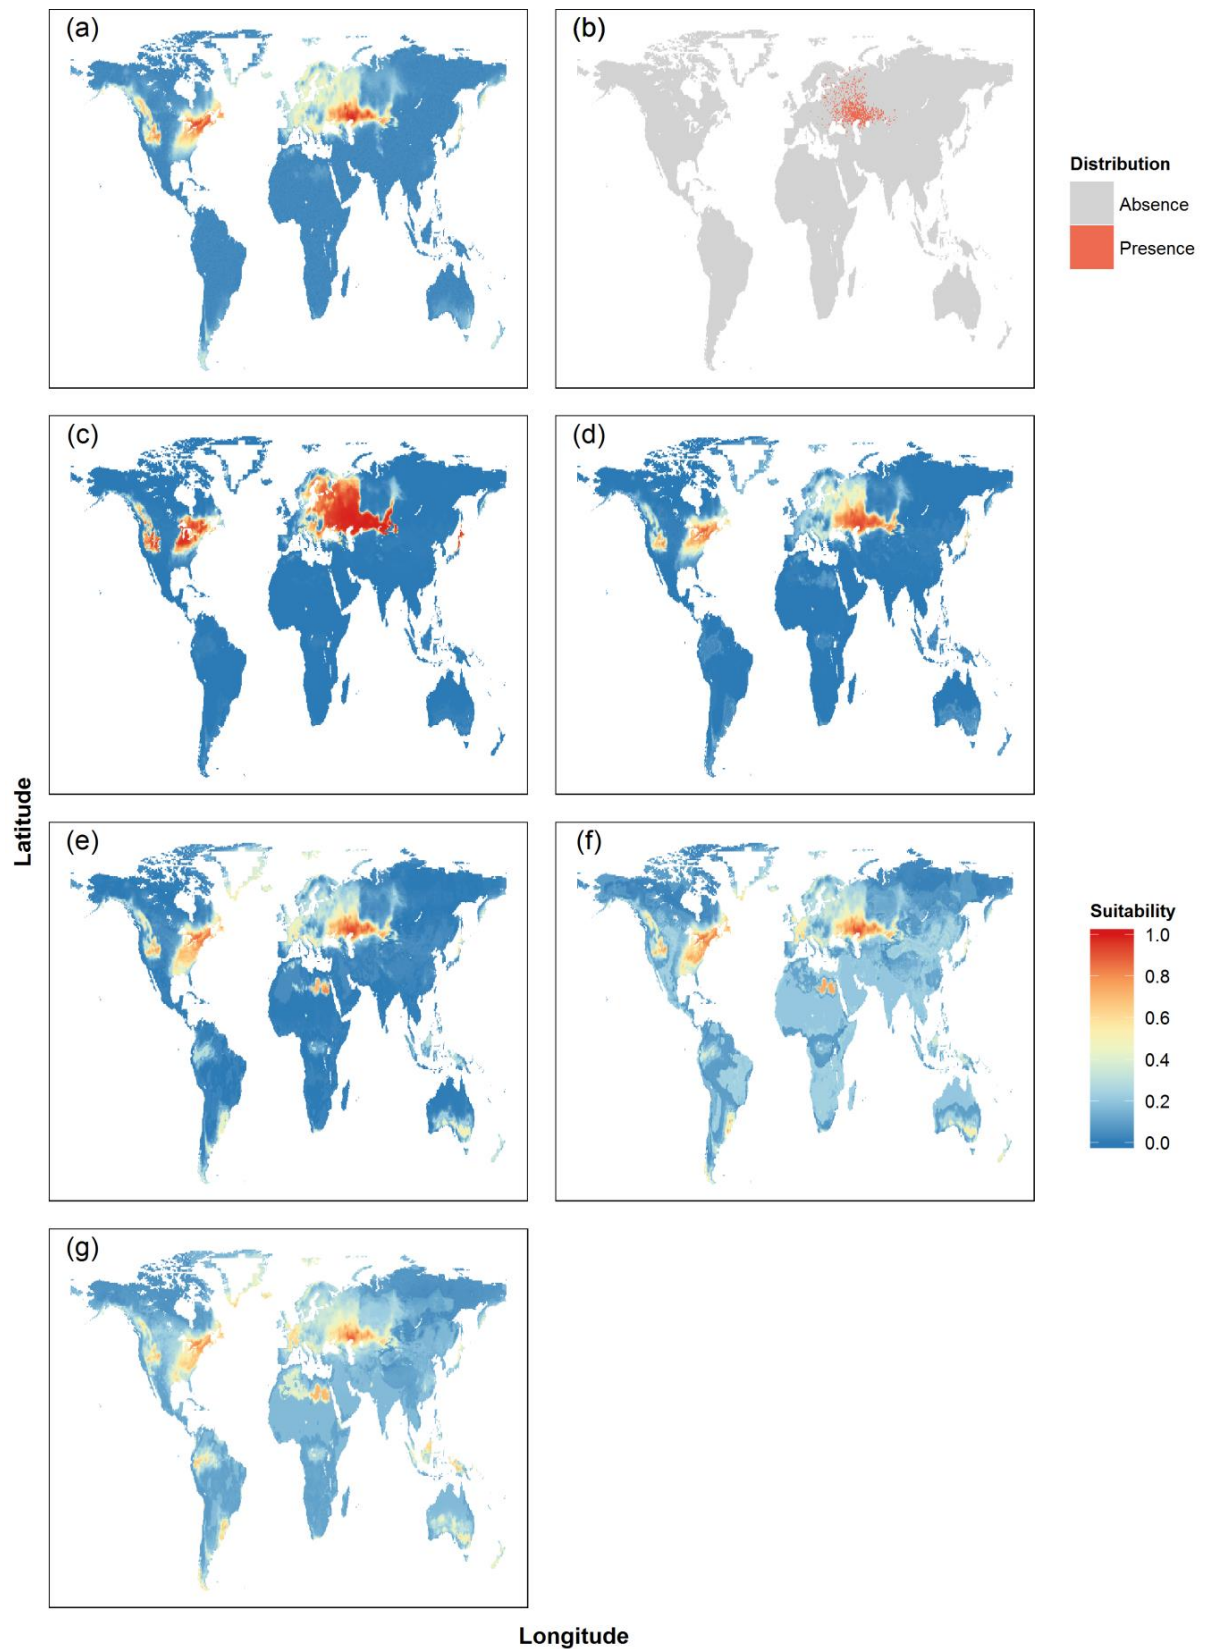 (a)
(b)
Distribution
Absence
Presence
(c)
(d)
Latitude
(e)
(f)
Suitability
1.0
0.8
0.6
0.4
0.2
0.0
(g)
Longitude